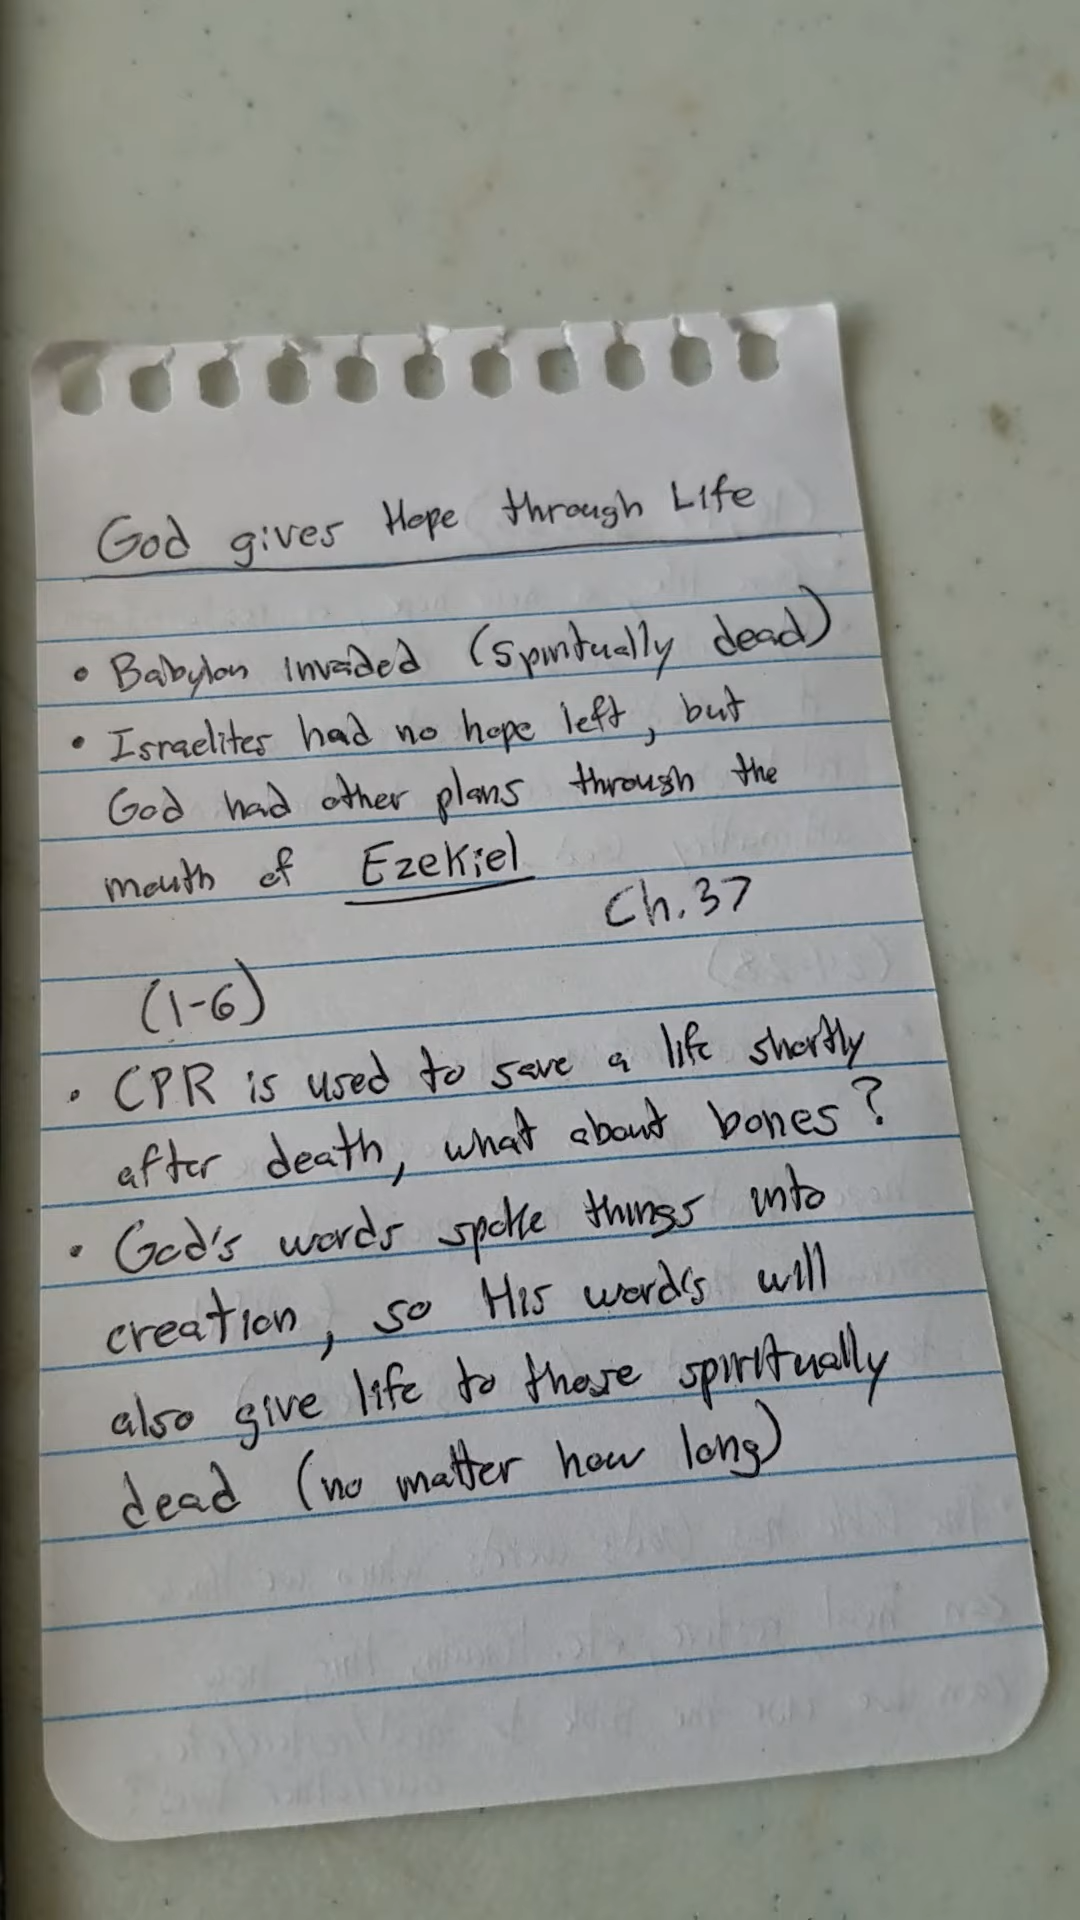 God gives Hope through Life
• Babylon invaded (spiritually dead)
• Israelites had no hope left, but
God had other plans through the
mouth of Ezekiel
Ch. 37
(1-6)
• CPR is used to save a life shortly
after death, what about bones?
• God's words spoke things into
creation, so His words will
also give life to those spiritually
dead (no matter how long)